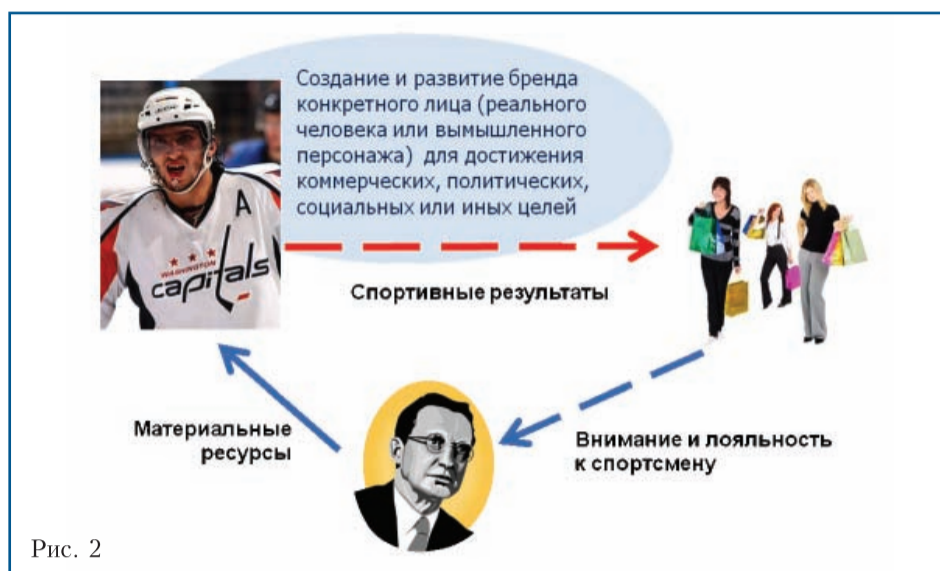 Создание и развитие бренда
конкретного лица (реального
человека или вымышленного
персонажа) для достижения
коммерческих, политических,
социальных или иных целей
A
WASHINGTON
capitals
Спортивные результаты
Материальные
ресурсы
Внимание и лояльность
к спортсмену
Рис. 2